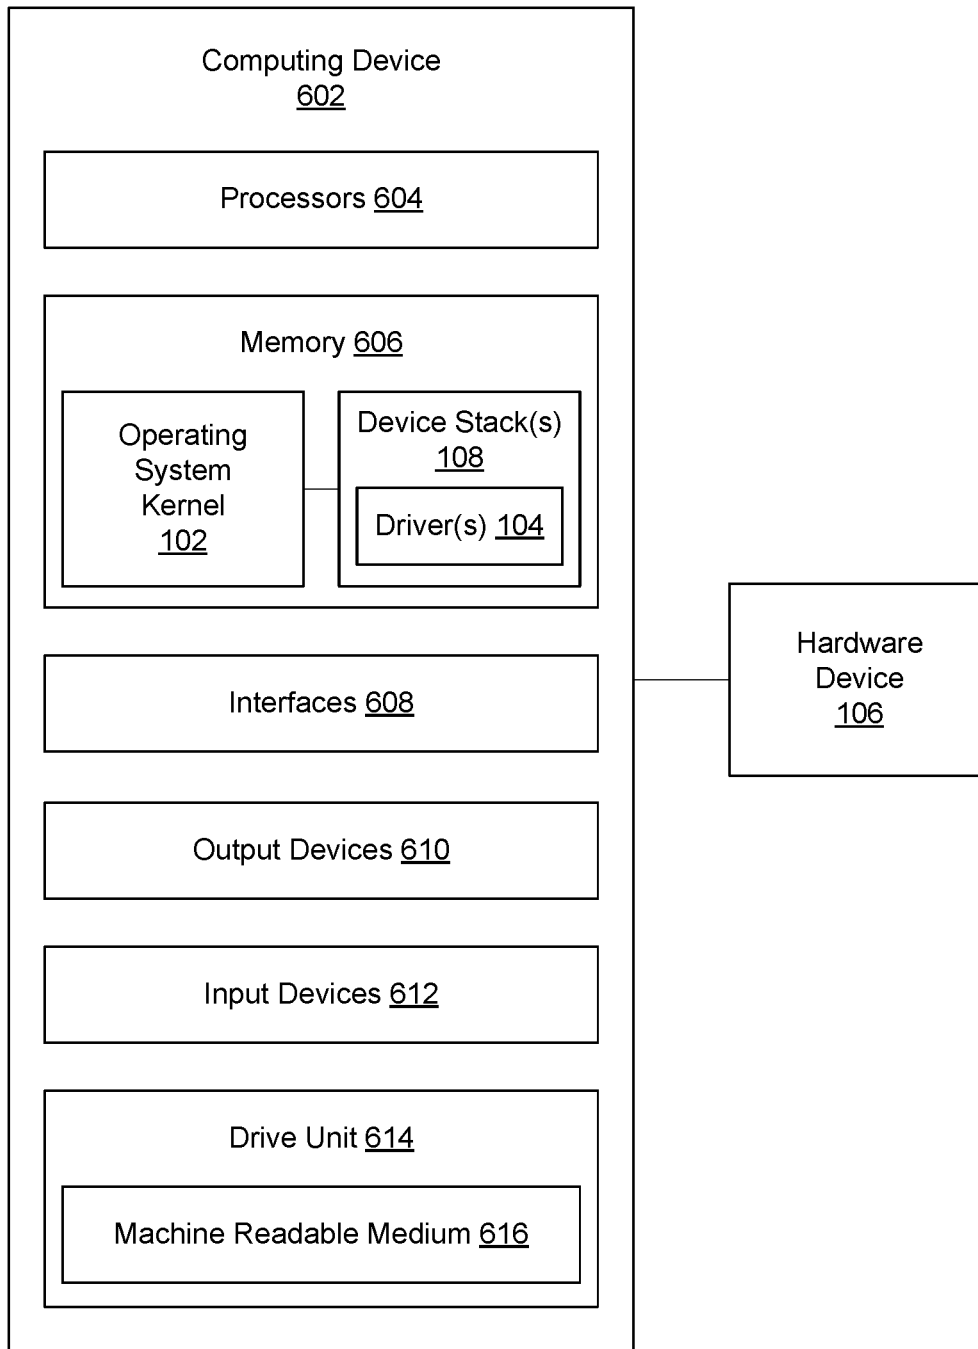 Computing Device
602
Processors 604
Memory 606
Operating
System
Kernel
102
Device Stack(s)
108
Driver(s) 104
Interfaces 608
Hardware
Device
106
Output Devices 610
Input Devices 612
Drive Unit 614
Machine Readable Medium 616